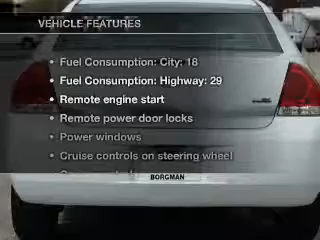 VEHICLE FEATURES
• Fuel Consumption: City: 18
• Fuel Consumption: Highway: 29
• Remote engine start
• Remote power door locks
• Power windows
• Cruise controls on steering wheel
BORGMAN